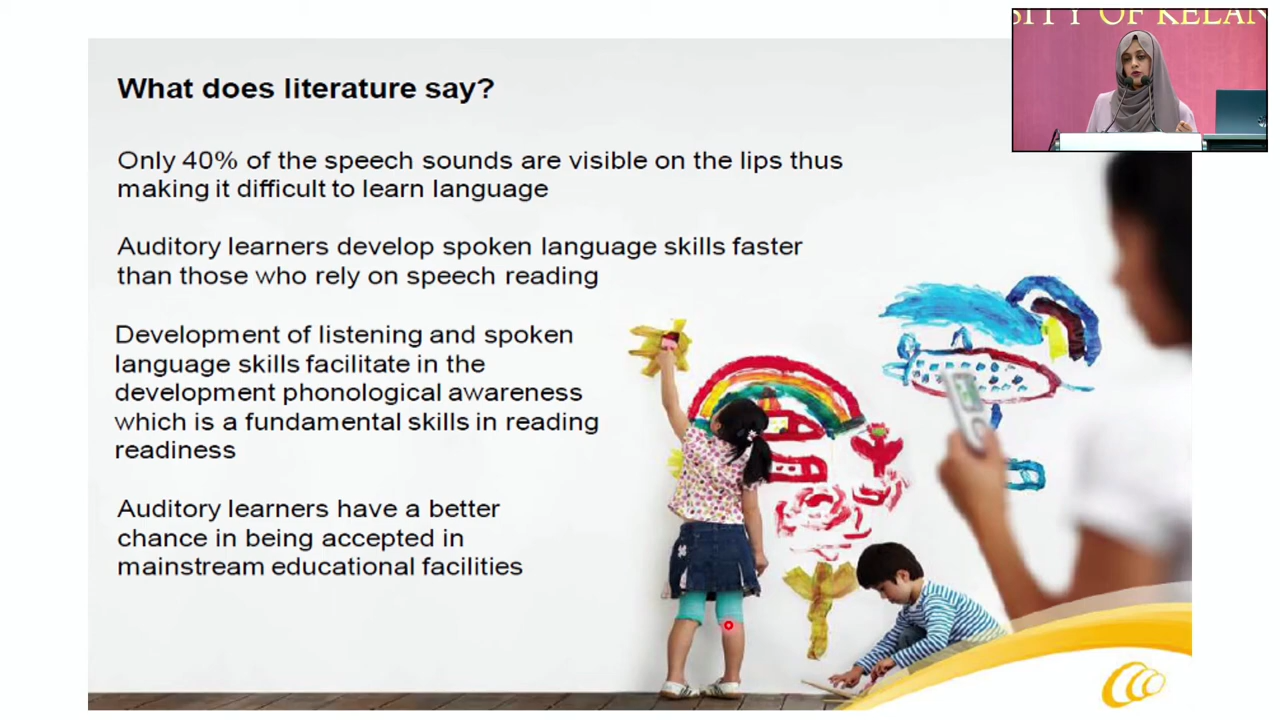 SITY OF KELAN
What does literature say?
Only 40% of the speech sounds are visible on the lips thus
making it difficult to learn language
Auditory learners develop spoken language skills faster
than those who rely on speech reading
Development of listening and spoken
language skills facilitate in the
development phonological awareness
which is a fundamental skills in reading
readiness
Auditory learners have a better
chance in being accepted in
mainstream educational facilities